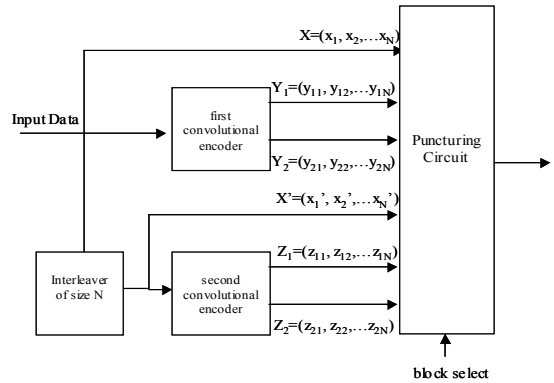 X=(x1, x2,...xN)
Y1=(y11, y12,...y1N)
first
convolutional
encoder
Input Data
Puncturing
Circuit
Y2=(y21, y22,...y2N)
X'=(x1', x2',...xN')
Z1=(z11, z12,...z1N)
Interleaver
of size N
second
convolutional
encoder
Z2=(z21, z22,...z2N)
block select